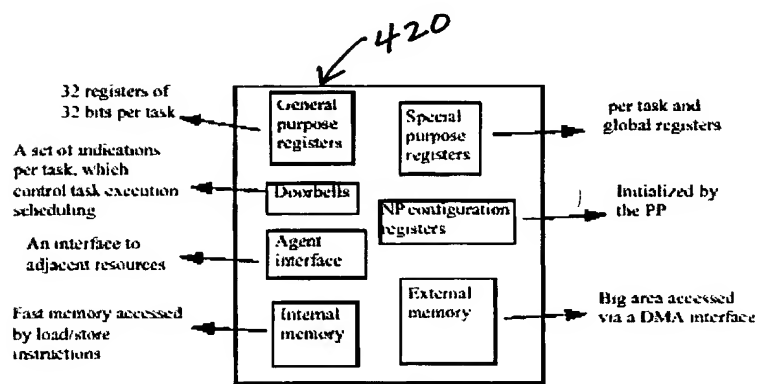 420
32 registers of
32 bits per task
General
purpose
registers
Special
purpose
registers
per task and
global registers
A set of indications
per task, which
control task execution
scheduling
Doorbells
NP configuration
registers
Initialized by
the PP
An interface to
adjacent resources
Agent
interface
Fast memory accessed
by load/store
instructions
Internal
memory
External
memory
Big area accessed
via a DMA interface